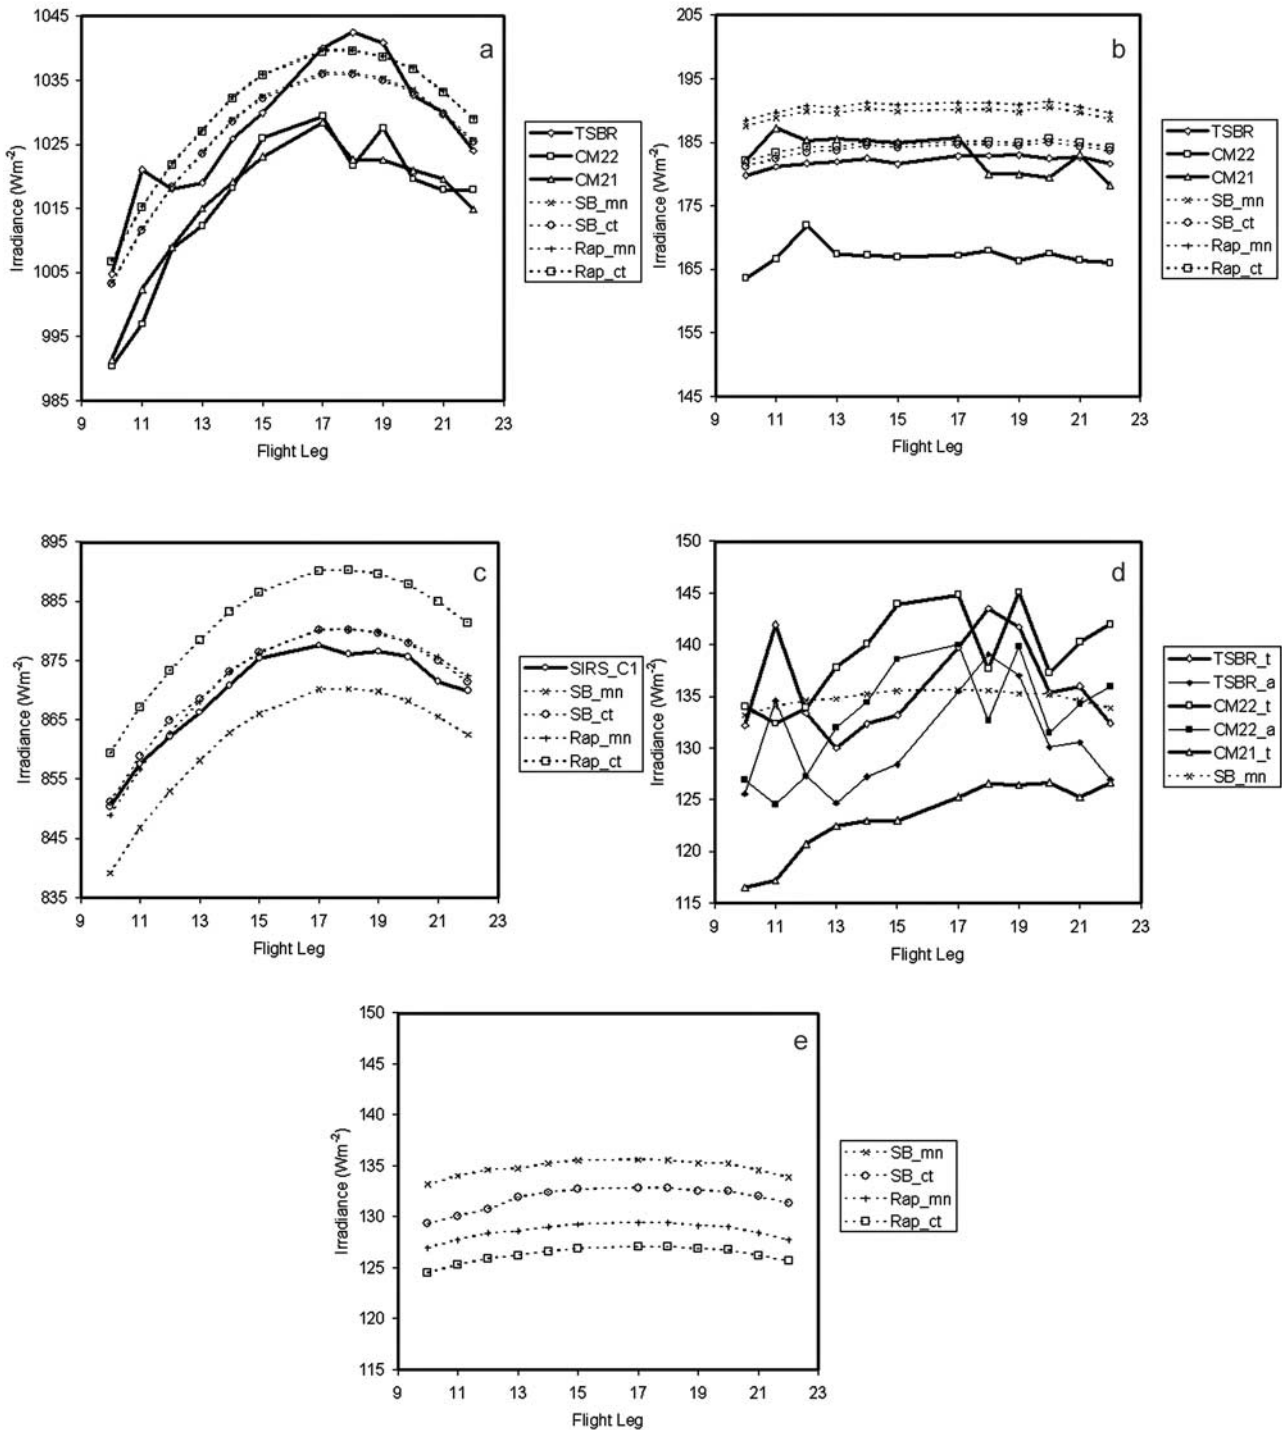 a
1045
1035
1025
1015
1005
995
985
Irradiance (Wm-2)
9 11 13 15 17 19 21 23
Flight Leg
TSBR
CM22
CM21
SB_mn
SB_ct
Rap_mn
Rap_ct
b
205
195
185
175
165
155
145
Irradiance (Wm-2)
9 11 13 15 17 19 21 23
Flight Leg
TSBR
CM22
CM21
SB_mn
SB_ct
Rap_mn
Rap_ct
c
895
885
875
865
855
845
835
Irradiance (Wm-2)
9 11 13 15 17 19 21 23
Flight Leg
SIRS_C1
SB_mn
SB_ct
Rap_mn
Rap_ct
d
150
145
140
135
130
125
120
115
Irradiance (Wm-2)
9 11 13 15 17 19 21 23
Flight Leg
TSBR_t
TSBR_a
CM22_t
CM22_a
CM21_t
SB_mn
e
150
145
140
135
130
125
120
115
Irradiance (Wm-2)
9 11 13 15 17 19 21 23
Flight Leg
SB_mn
SB_ct
Rap_mn
Rap_ct